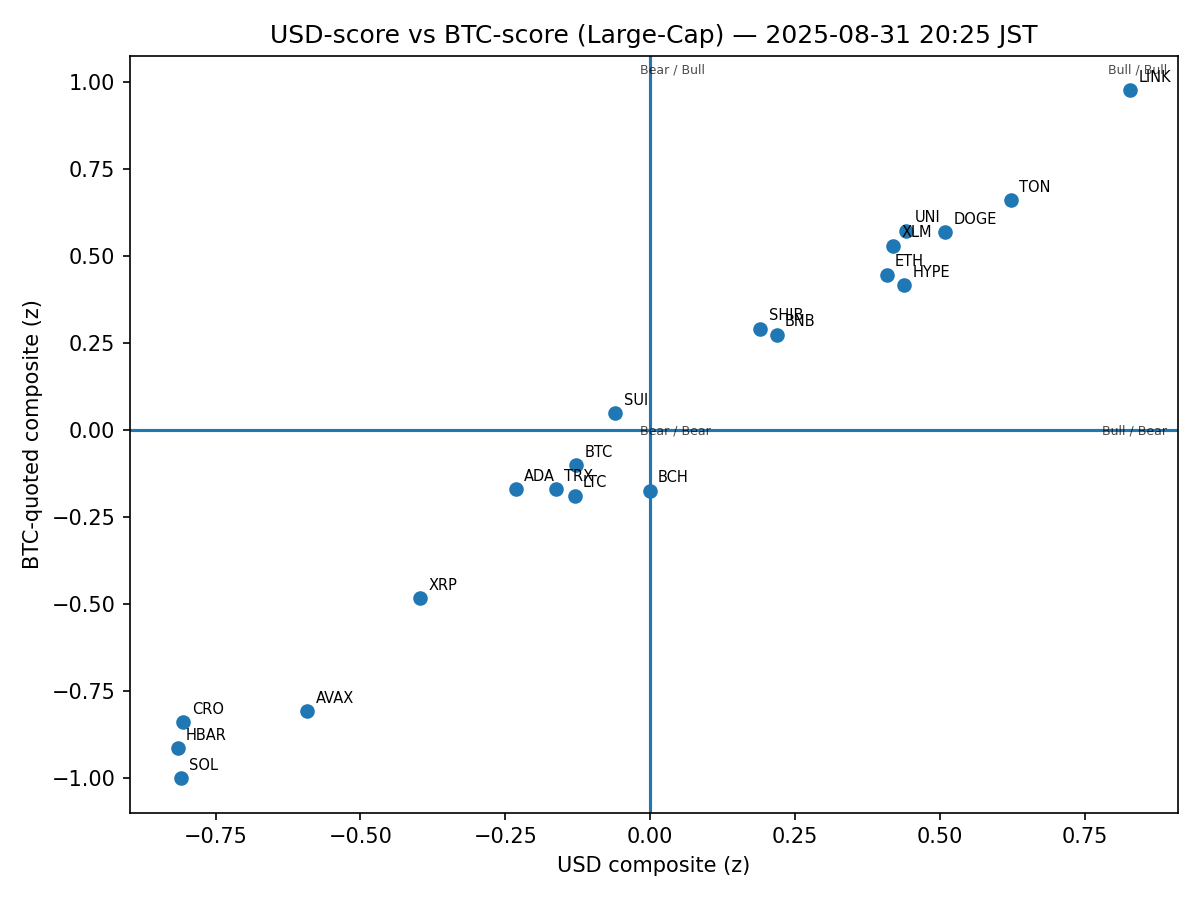 USD-score vs BTC-score (Large-Cap) — 2025-08-31 20:25 JST
Bear / Bull
Bull / Bull
LINK
TON
UNI
DOGE
XLM
ETH
HYPE
SHIB
BNB
SUI
Bear / Bear
Bull / Bear
BTC
ADA
TRX
LTC
BCH
XRP
AVAX
CRO
HBAR
SOL
1.00
0.75
0.50
0.25
0.00
−0.25
−0.50
−0.75
−1.00
BTC-quoted composite (z)
−0.75
−0.50
−0.25
0.00
0.25
0.50
0.75
USD composite (z)